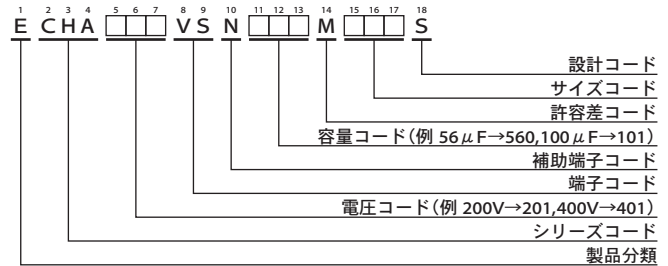 1 2 3 4 5 6 7 8 9 10 11 12 13 14 15 16 17 18
E CHA □□□ VS N □□□ M □□□ S
設計コード
サイズコード
許容差コード
容量コード(例 56μF→560,100μF→101)
補助端子コード
端子コード
電圧コード(例 200V→201,400V→401)
シリーズコード
製品分類